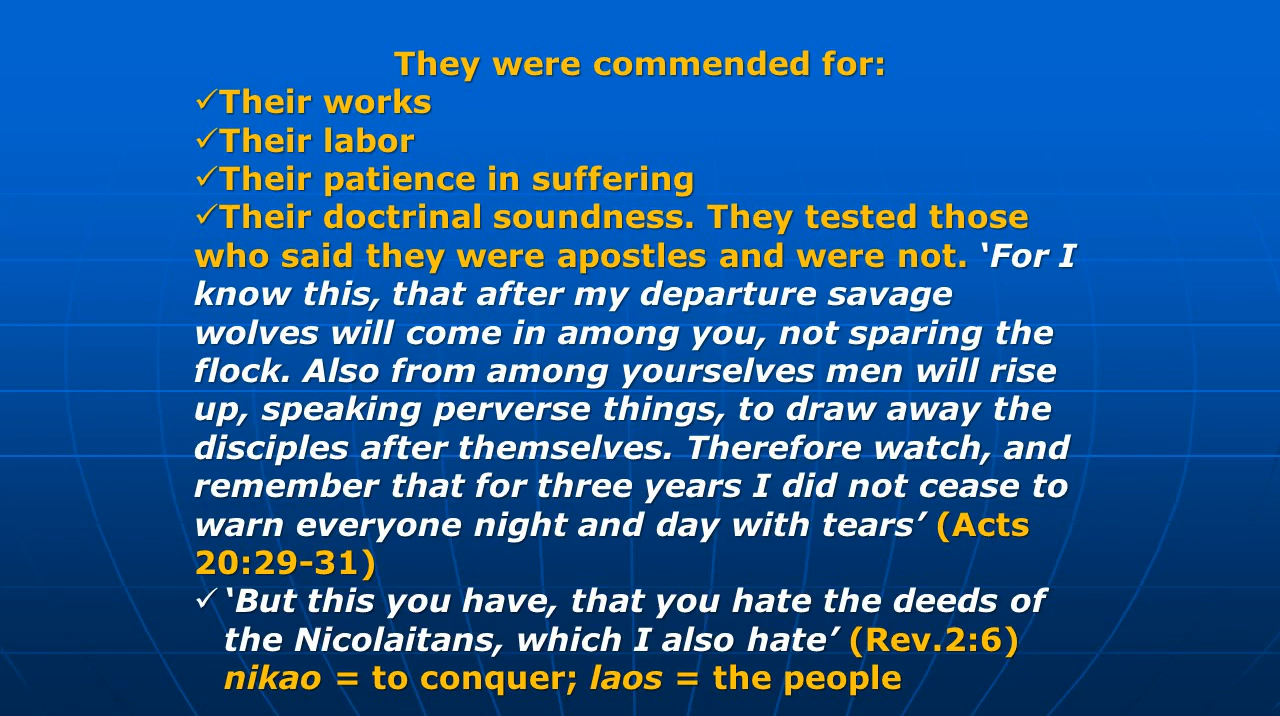 They were commended for:
✓Their works
✓Their labor
✓Their patience in suffering
✓Their doctrinal soundness. They tested those
who said they were apostles and were not. ‘For I
know this, that after my departure savage
wolves will come in among you, not sparing the
flock. Also from among yourselves men will rise
up, speaking perverse things, to draw away the
disciples after themselves. Therefore watch, and
remember that for three years I did not cease to
warn everyone night and day with tears’ (Acts
20:29-31)
✓‘But this you have, that you hate the deeds of
the Nicolaitans, which I also hate’ (Rev.2:6)
nikao = to conquer; laos = the people